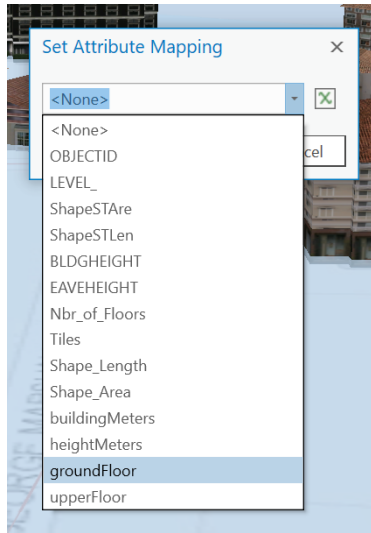 Set Attribute Mapping
<None>
<None>
OBJECTID
cel
LEVEL_
ShapeSTAre
ShapeSTLen
BLDGHEIGHT
EAVEHEIGHT
Nbr_of_Floors
Tiles
Shape_Length
Shape_Area
buildingMeters
heightMeters
groundFloor
upperFloor